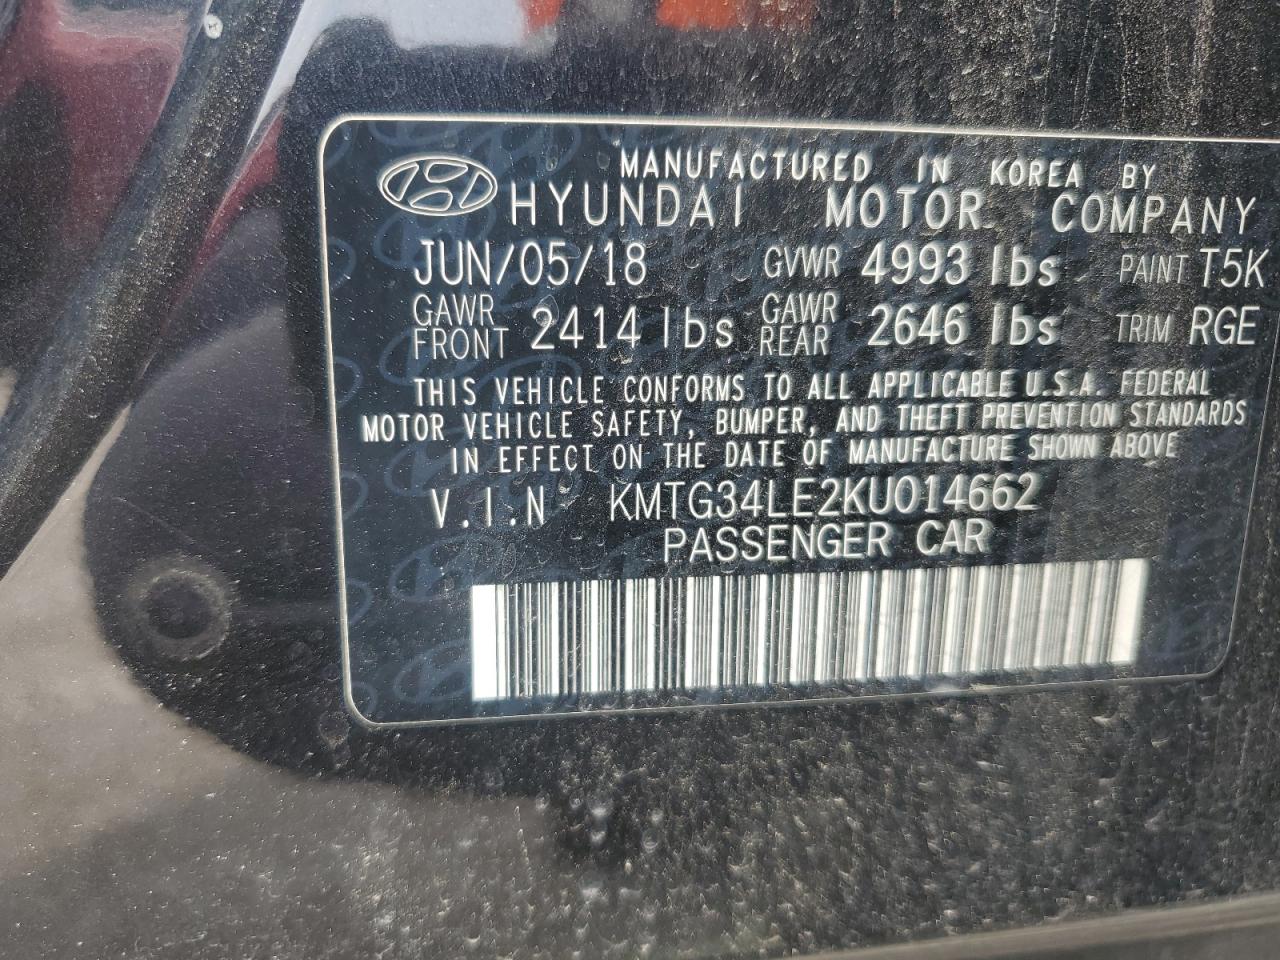 MANUFACTURED IN KOREA BY
HYUNDAI MOTOR COMPANY
JUN/05/18 GVWR 4993 lbs PAINT T5K
GAWR FRONT 2414 lbs GAWR REAR 2646 lbs TRIM RGE
THIS VEHICLE CONFORMS TO ALL APPLICABLE U.S.A. FEDERAL
MOTOR VEHICLE SAFETY, BUMPER, AND THEFT PREVENTION STANDARDS
IN EFFECT ON THE DATE OF MANUFACTURE SHOWN ABOVE
V.I.N KMTG34LE2KU014662
PASSENGER CAR